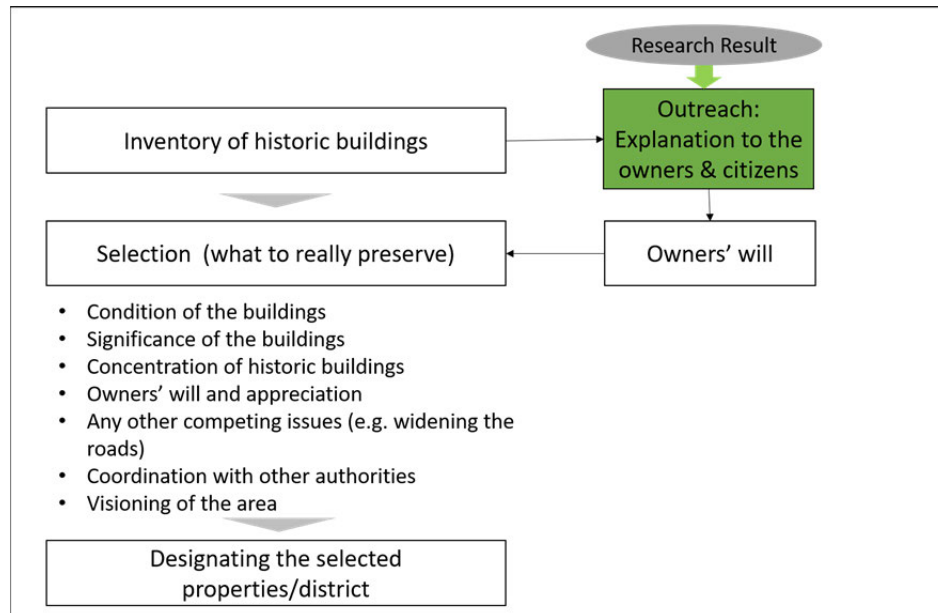 Research Result
Outreach:
Explanation to the
owners & citizens
Inventory of historic buildings
Selection  (what to really preserve)
Owners’ will
• Condition of the buildings
• Significance of the buildings
• Concentration of historic buildings
• Owners’ will and appreciation
• Any other competing issues (e.g. widening the
roads)
• Coordination with other authorities
• Visioning of the area
Designating the selected
properties/district